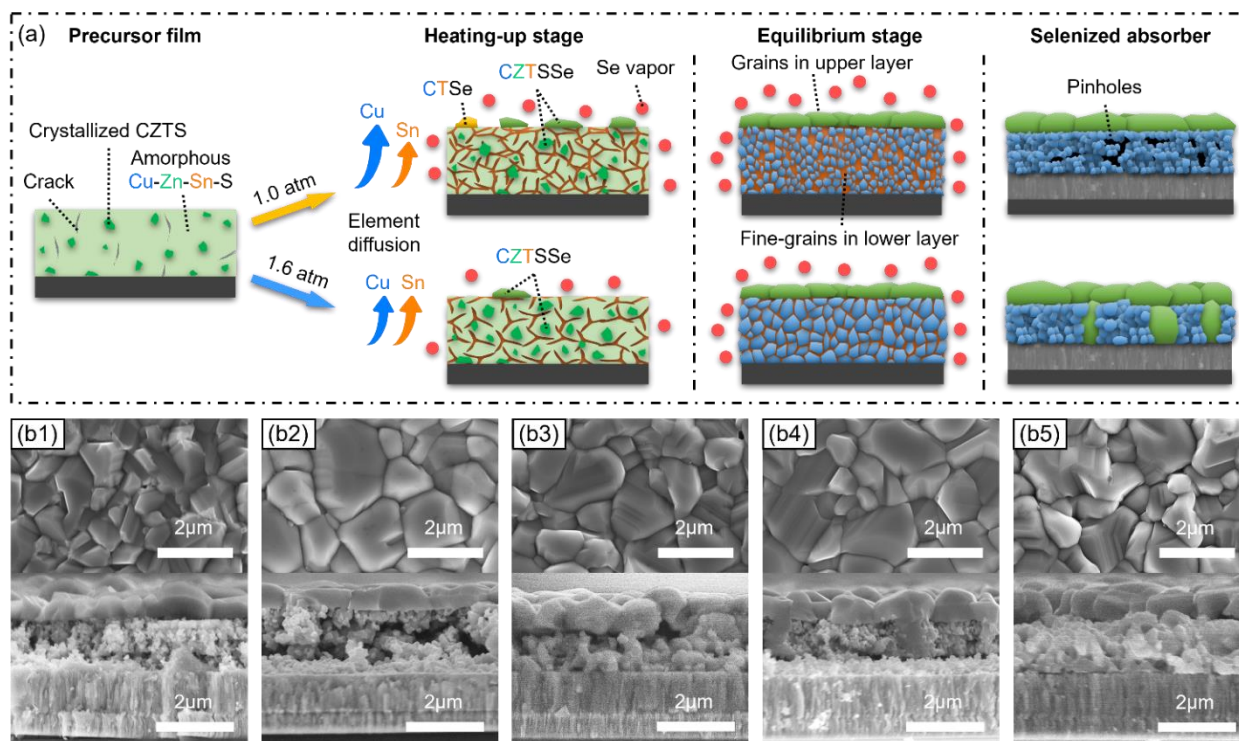 (a)
Precursor film
Heating-up stage
Equilibrium stage
Selenized absorber
CTSe
CZTSSe
Se vapor
Grains in upper layer
Pinholes
Crystallized CZTS
Amorphous
Cu-Zn-Sn-S
Crack
Cu
Sn
1.0 atm
Element
diffusion
1.6 atm
Cu
Sn
CZTSSe
Fine-grains in lower layer
(b1)
(b2)
(b3)
(b4)
(b5)
2μm
2μm
2μm
2μm
2μm
2μm
2μm
2μm
2μm
2μm